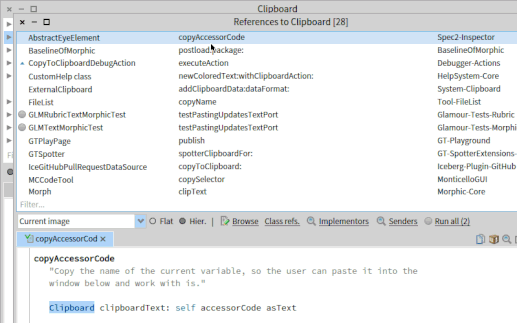 Clipboard
References to Clipboard [28]
AbstractEyeElement copyAccessorCode Spec2-Inspector
BaselineOfMorphic postload:package: BaselineOfMorphic
CopyToClipboardDebugAction executeAction Debugger-Actions
CustomHelp class newColoredText:withClipboardAction: HelpSystem-Core
ExternalClipboard addClipboardData:dataFormat: System-Clipboard
FileList copyName Tool-FileList
GLMRubricTextMorphicTest testPastingUpdatesTextPort Glamour-Tests-Rubric
GLMTextMorphicTest testPastingUpdatesTextPort Glamour-Tests-Morphi
GTPlayPage publish GT-Playground
GTSpotter spotterClipboardFor: GT-SpotterExtensions-
IceGitHubPullRequestDataSource copyToClipboard: Iceberg-Plugin-GitHub
MCCodeTool copySelector MonticelloGUI
Morph clipText Morphic-Core
Fi
Filter...
Current image Flat Hier. Browse Class refs. Implementors Senders Run all (2)
copyAccessorCod
copyAccessorCode
"Copy the name of the current variable, so the user can paste it into the
window below and work with is."
Clipboard clipboardText: self accessorCode asText